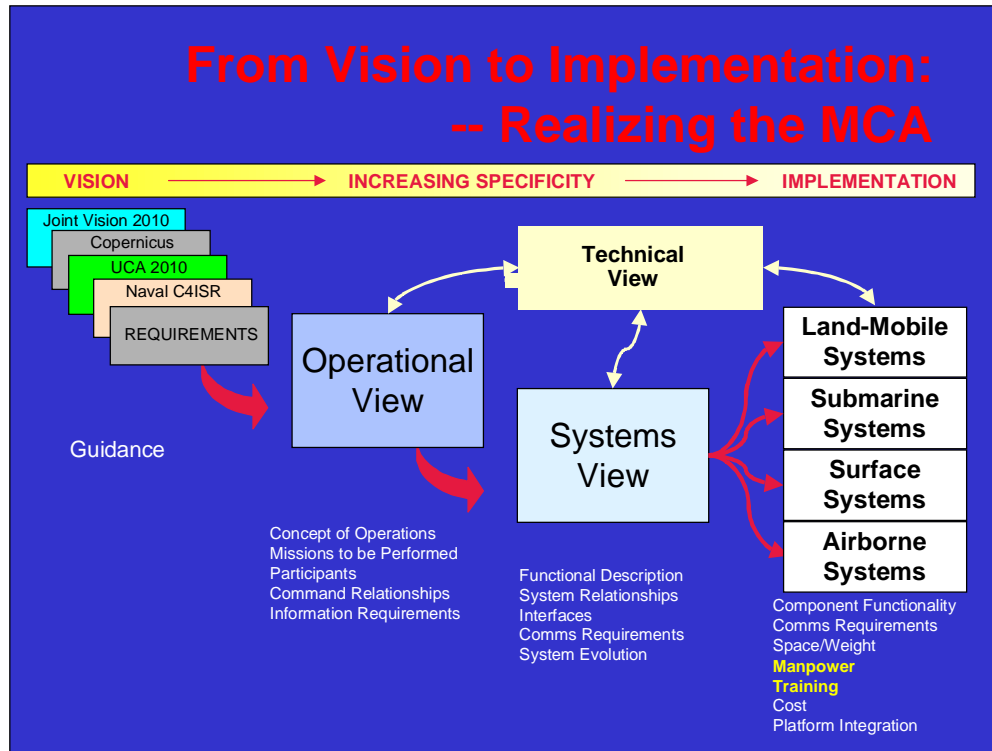 From Vision to Implementation:
-- Realizing the MCA
VISION INCREASING SPECIFICITY IMPLEMENTATION
Joint Vision 2010
Copernicus
UCA 2010
Naval C4ISR
REQUIREMENTS
Guidance
Operational
View
Concept of Operations
Missions to be Performed
Participants
Command Relationships
Information Requirements
Technical
View
Systems
View
Functional Description
System Relationships
Interfaces
Comms Requirements
System Evolution
Land-Mobile
Systems
Submarine
Systems
Surface
Systems
Airborne
Systems
Component Functionality
Comms Requirements
Space/Weight
Manpower
Training
Cost
Platform Integration